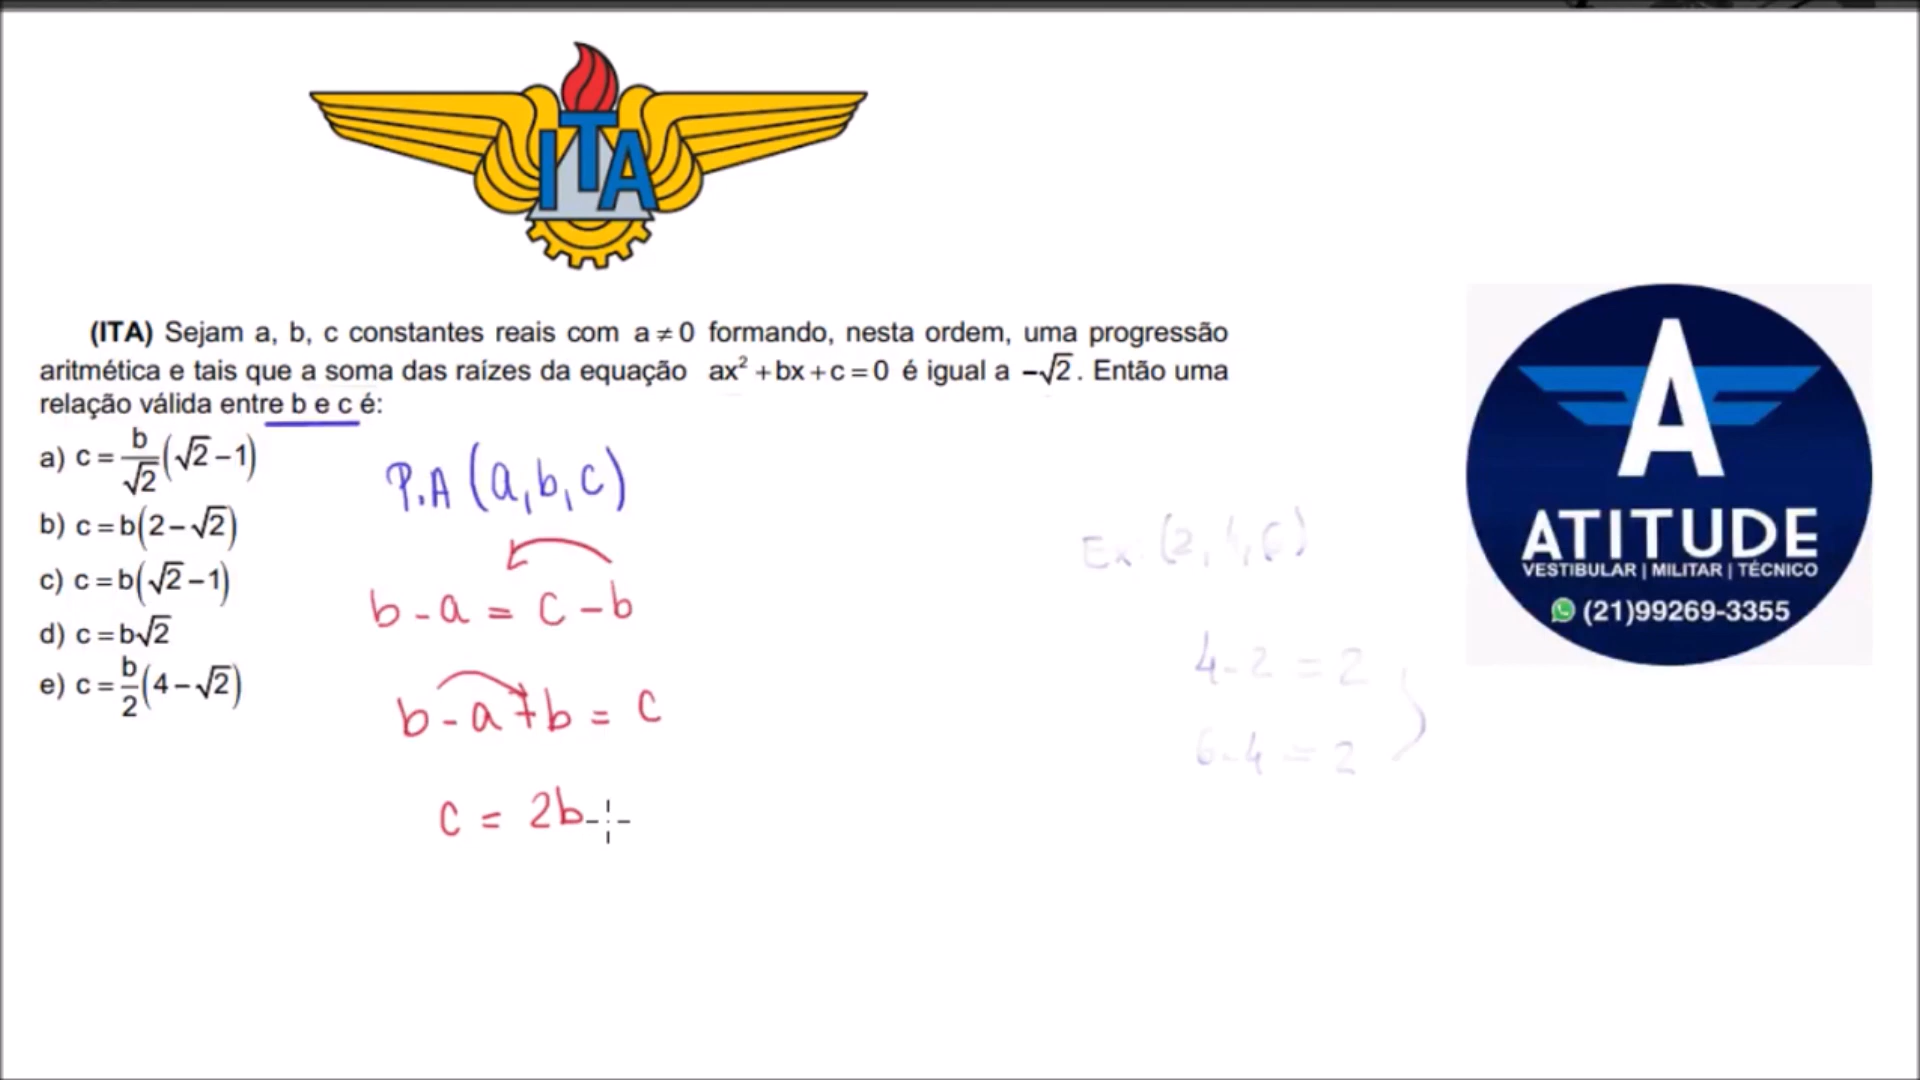 ITA
(ITA) Sejam a, b, c constantes reais com a ≠ 0 formando, nesta ordem, uma progressão
aritmética e tais que a soma das raízes da equação ax² + bx + c = 0 é igual a −√2. Então uma
relação válida entre b e c é:
a) c = b/√2 (√2 − 1)
b) c = b(2 − √2)
c) c = b(√2 − 1)
d) c = b√2
e) c = b/2 (4 − √2)
P.A (a, b, c)
b - a = c - b
b - a + b = c
c = 2b -
Ex: (2, 4, 6)
4 - 2 = 2
6 - 4 = 2
A
ATITUDE
VESTIBULAR | MILITAR | TÉCNICO
(21)99269-3355